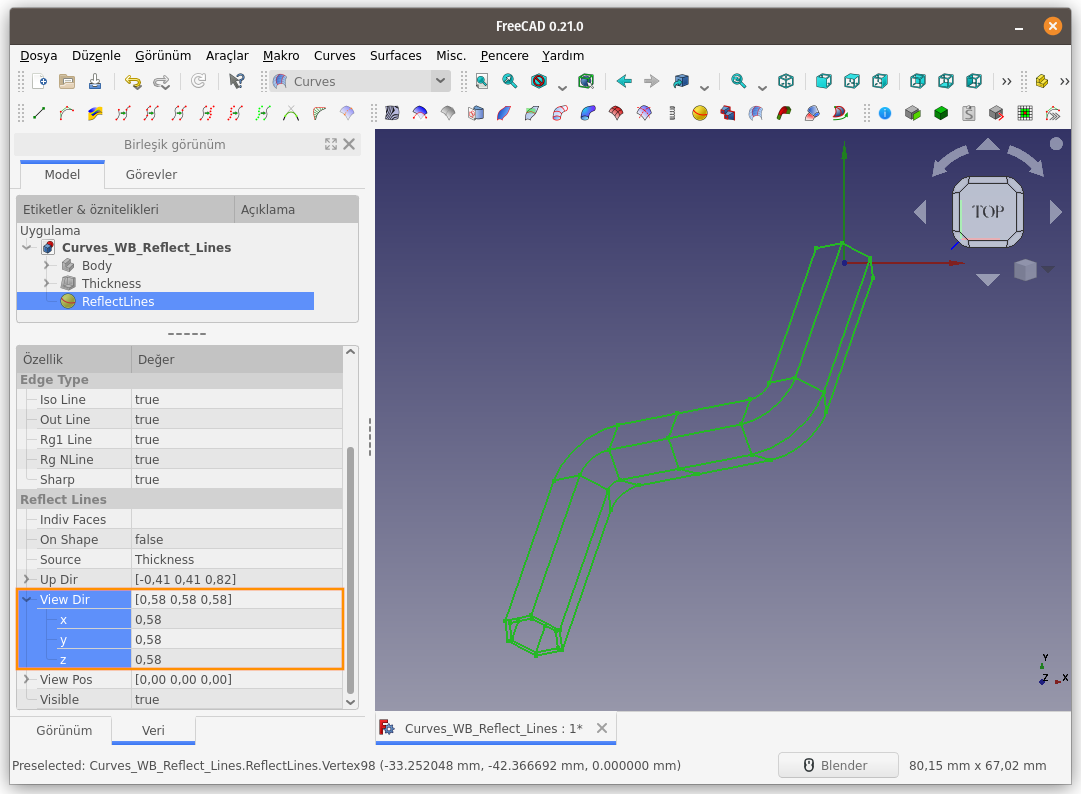 FreeCAD 0.21.0
Dosya Düzenle Görünüm Araçlar Makro Curves Surfaces Misc. Pencere Yardım
Curves
Birleşik görünüm
Model Görevler
Etiketler & öznitelikleri Açıklama
Uygulama
Curves_WB_Reflect_Lines
Body
Thickness
ReflectLines
Özellik Değer
Edge Type
Iso Line true
Out Line true
Rg1 Line true
Rg NLine true
Sharp true
Reflect Lines
Indiv Faces
On Shape false
Source Thickness
Up Dir [-0,41 0,41 0,82]
View Dir [0,58 0,58 0,58]
x 0,58
y 0,58
z 0,58
View Pos [0,00 0,00 0,00]
Visible true
Görünüm Veri
TOP
Y
Z X
Curves_WB_Reflect_Lines : 1*
Preselected: Curves_WB_Reflect_Lines.ReflectLines.Vertex98 (-33.252048 mm, -42.366692 mm, 0.000000 mm)
Blender 80,15 mm x 67,02 mm